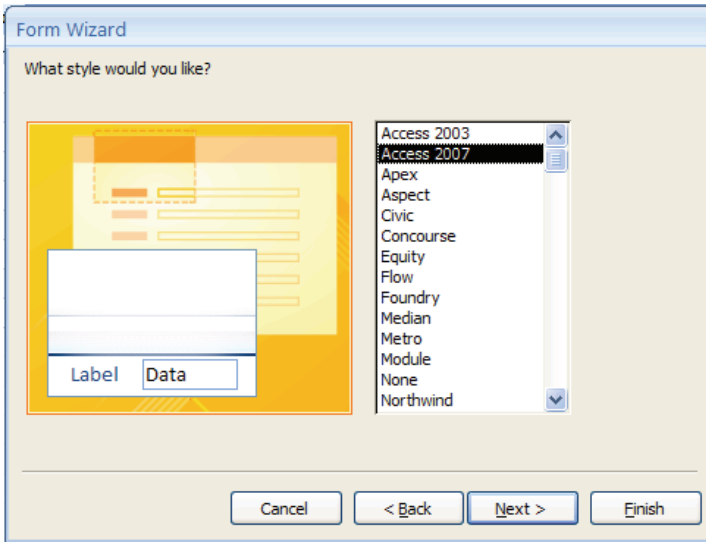 Form Wizard
What style would you like?
Access 2003
Access 2007
Apex
Aspect
Civic
Concourse
Equity
Flow
Foundry
Median
Metro
Module
None
Northwind
Label Data
Cancel < Back Next > Finish